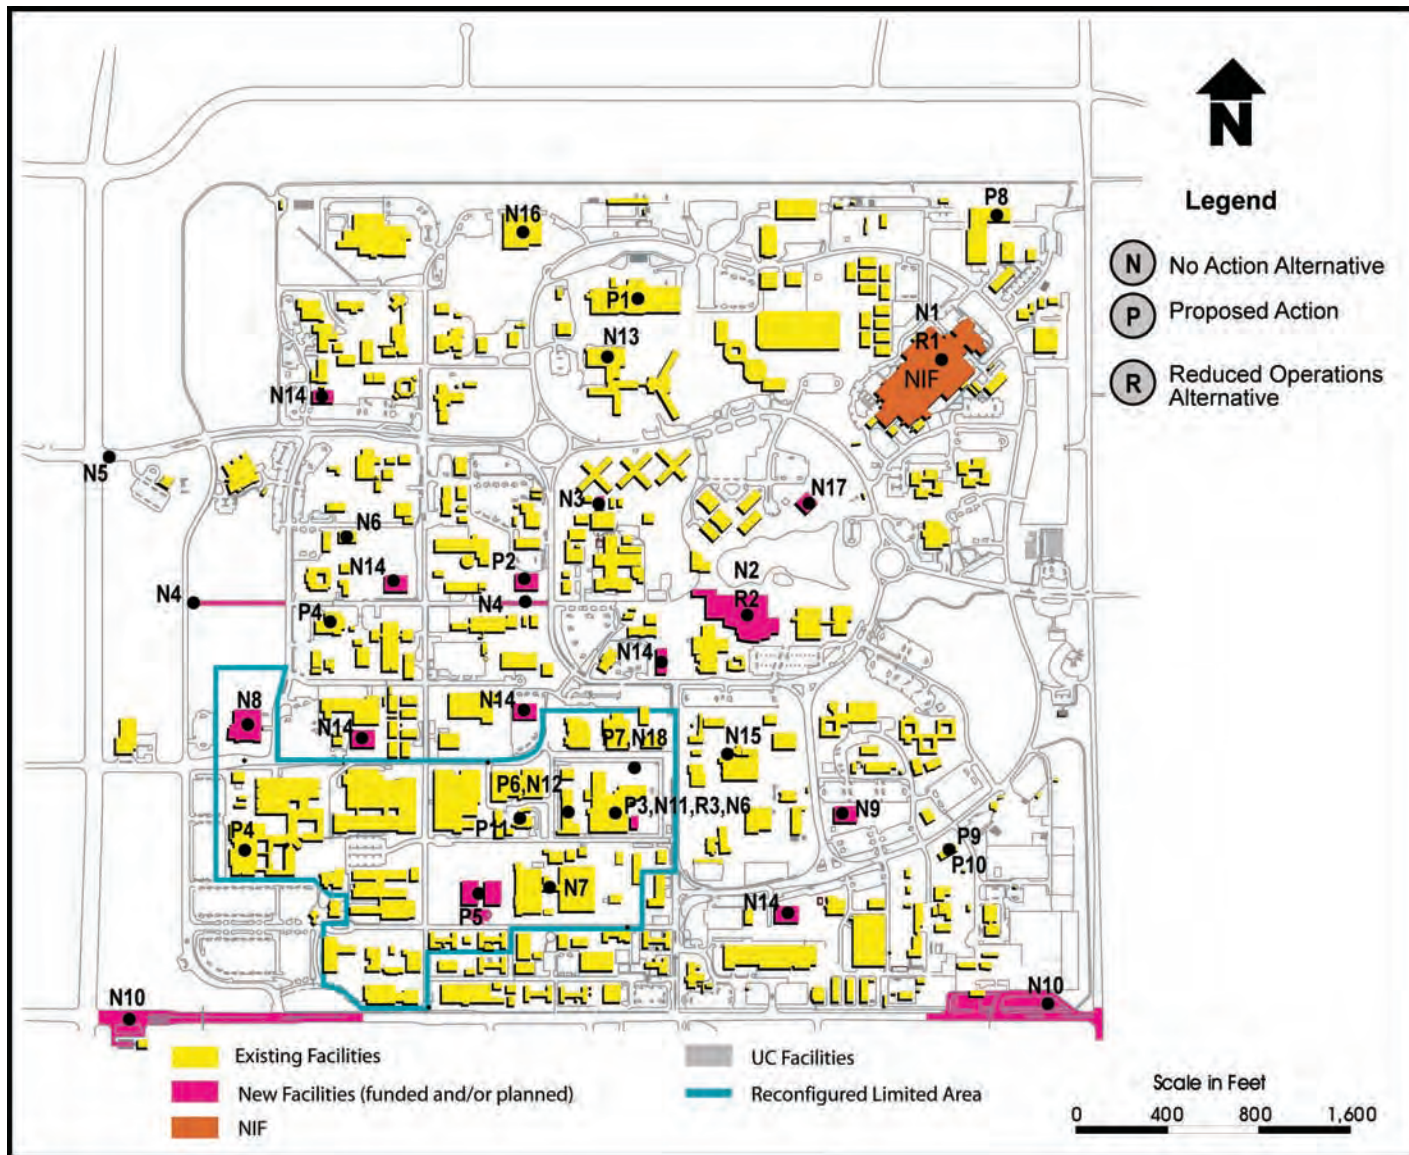 N
Legend
N No Action Alternative
P Proposed Action
R Reduced Operations
Alternative
P8
N16
P1
N1
N13
R1
NIF
N14
N5
N3
N17
N6
N14
P2
N2
N4
N4
R2
P4
N14
N8
N14
N14
P7,N18
N15
P6,N12
P3,N11,R3,N6
N9
P11
P4
P9
P10
N7
P5
N14
N10
N10
Existing Facilities
New Facilities (funded and/or planned)
NIF
UC Facilities
Reconfigured Limited Area
Scale in Feet
0 400 800 1,600